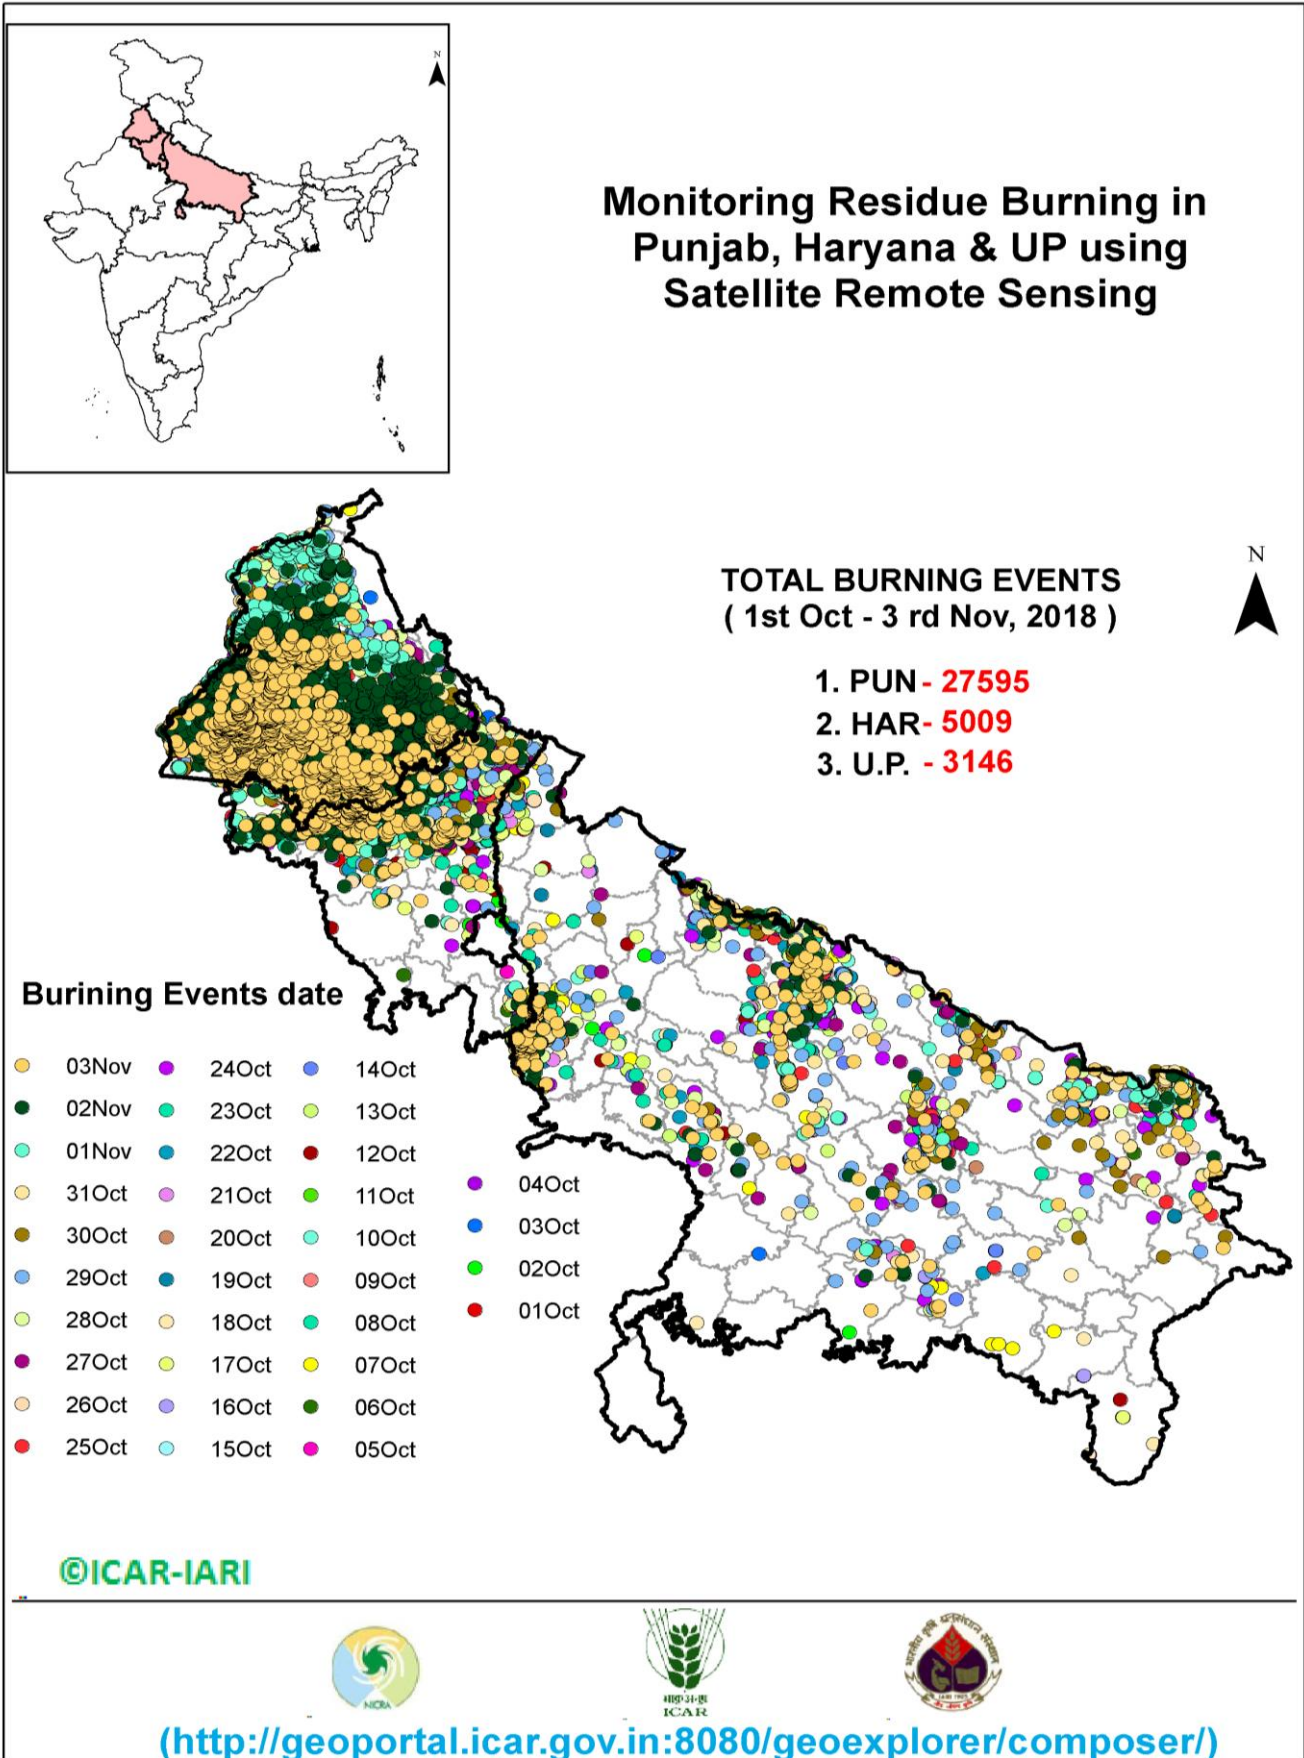 N
Monitoring Residue Burning in
Punjab, Haryana & UP using
Satellite Remote Sensing
N
TOTAL BURNING EVENTS
( 1st Oct - 3 rd Nov, 2018 )
1. PUN - 27595
2. HAR - 5009
3. U.P. - 3146
Burining Events date
03Nov
02Nov
01Nov
31Oct
30Oct
29Oct
28Oct
27Oct
26Oct
25Oct
24Oct
23Oct
22Oct
21Oct
20Oct
19Oct
18Oct
17Oct
16Oct
15Oct
14Oct
13Oct
12Oct
11Oct
10Oct
09Oct
08Oct
07Oct
06Oct
05Oct
04Oct
03Oct
02Oct
01Oct
©ICAR-IARI
NICRA
भाकृअनुप
ICAR
(http://geoportal.icar.gov.in:8080/geoexplorer/composer/)